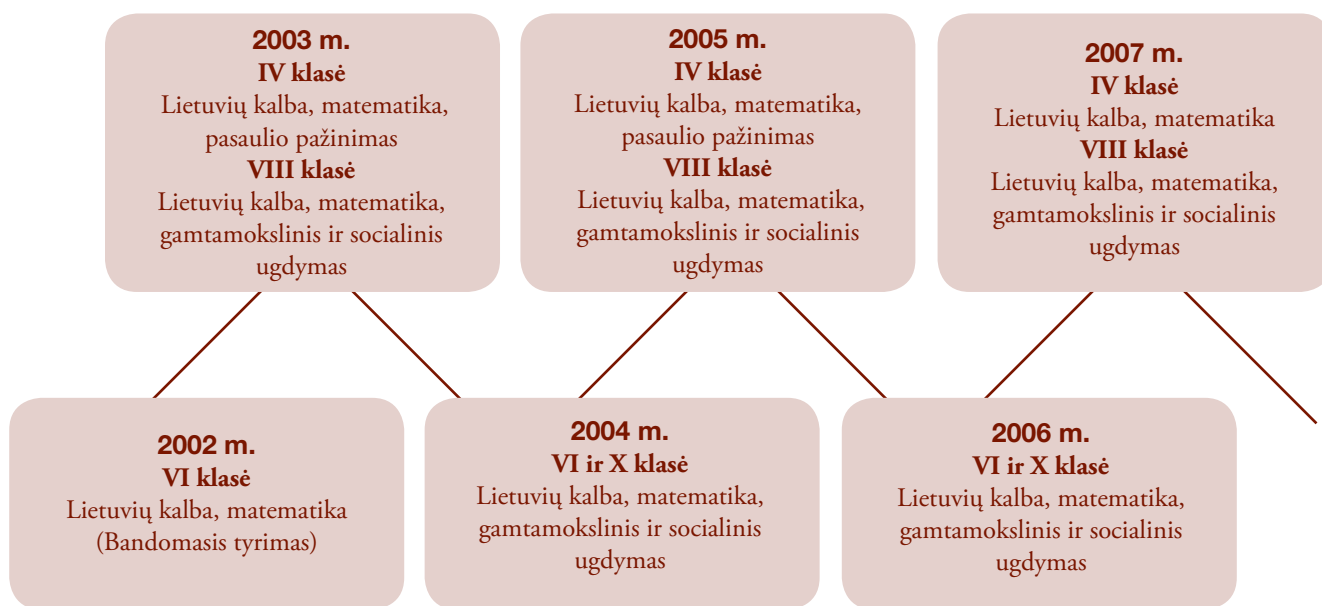 2003 m.
IV klasė
Lietuvių kalba, matematika,
pasaulio pažinimas
VIII klasė
Lietuvių kalba, matematika,
gamtamokslinis ir socialinis
ugdymas
2005 m.
IV klasė
Lietuvių kalba, matematika,
pasaulio pažinimas
VIII klasė
Lietuvių kalba, matematika,
gamtamokslinis ir socialinis
ugdymas
2007 m.
IV klasė
Lietuvių kalba, matematika
VIII klasė
Lietuvių kalba, matematika,
gamtamokslinis ir socialinis
ugdymas
2002 m.
VI klasė
Lietuvių kalba, matematika
(Bandomasis tyrimas)
2004 m.
VI ir X klasė
Lietuvių kalba, matematika,
gamtamokslinis ir socialinis
ugdymas
2006 m.
VI ir X klasė
Lietuvių kalba, matematika,
gamtamokslinis ir socialinis
ugdymas